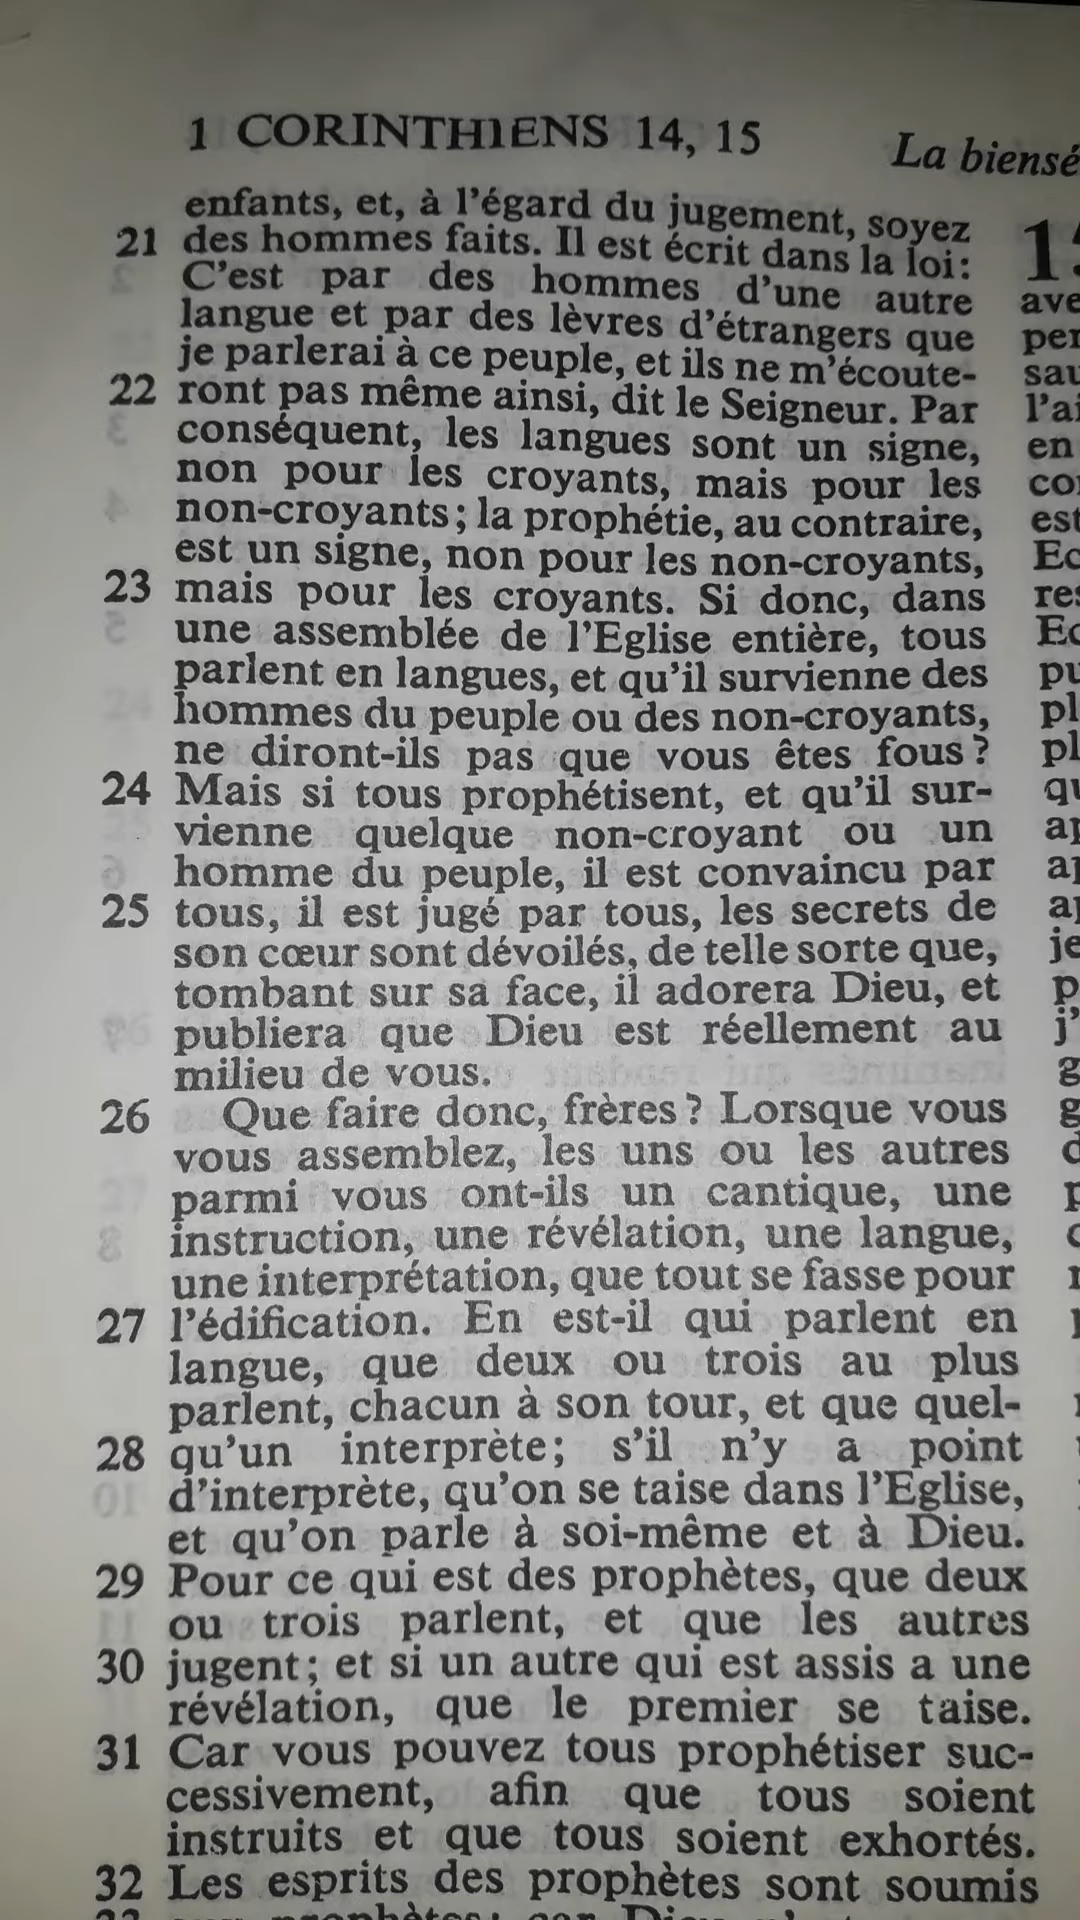 1 CORINTHIENS 14, 15
La biensé
enfants, et, à l'égard du jugement, soyez
21 des hommes faits. Il est écrit dans la loi:
C'est par des hommes d'une autre
langue et par des lèvres d'étrangers que
je parlerai à ce peuple, et ils ne m'écoute-
22 ront pas même ainsi, dit le Seigneur. Par
conséquent, les langues sont un signe,
non pour les croyants, mais pour les
non-croyants; la prophétie, au contraire,
est un signe, non pour les non-croyants,
23 mais pour les croyants. Si donc, dans
une assemblée de l'Eglise entière, tous
parlent en langues, et qu'il survienne des
hommes du peuple ou des non-croyants,
ne diront-ils pas que vous êtes fous?
24 Mais si tous prophétisent, et qu'il sur-
vienne quelque non-croyant ou un
homme du peuple, il est convaincu par
25 tous, il est jugé par tous, les secrets de
son cœur sont dévoilés, de telle sorte que,
tombant sur sa face, il adorera Dieu, et
publiera que Dieu est réellement au
milieu de vous.
26 Que faire donc, frères? Lorsque vous
vous assemblez, les uns ou les autres
parmi vous ont-ils un cantique, une
instruction, une révélation, une langue,
une interprétation, que tout se fasse pour
27 l'édification. En est-il qui parlent en
langue, que deux ou trois au plus
parlent, chacun à son tour, et que quel-
28 qu'un interprète; s'il n'y a point
d'interprète, qu'on se taise dans l'Eglise,
et qu'on parle à soi-même et à Dieu.
29 Pour ce qui est des prophètes, que deux
ou trois parlent, et que les autres
30 jugent; et si un autre qui est assis a une
révélation, que le premier se taise.
31 Car vous pouvez tous prophétiser suc-
cessivement, afin que tous soient
instruits et que tous soient exhortés.
32 Les esprits des prophètes sont soumis
ave
per
sau
l'ai
en
est